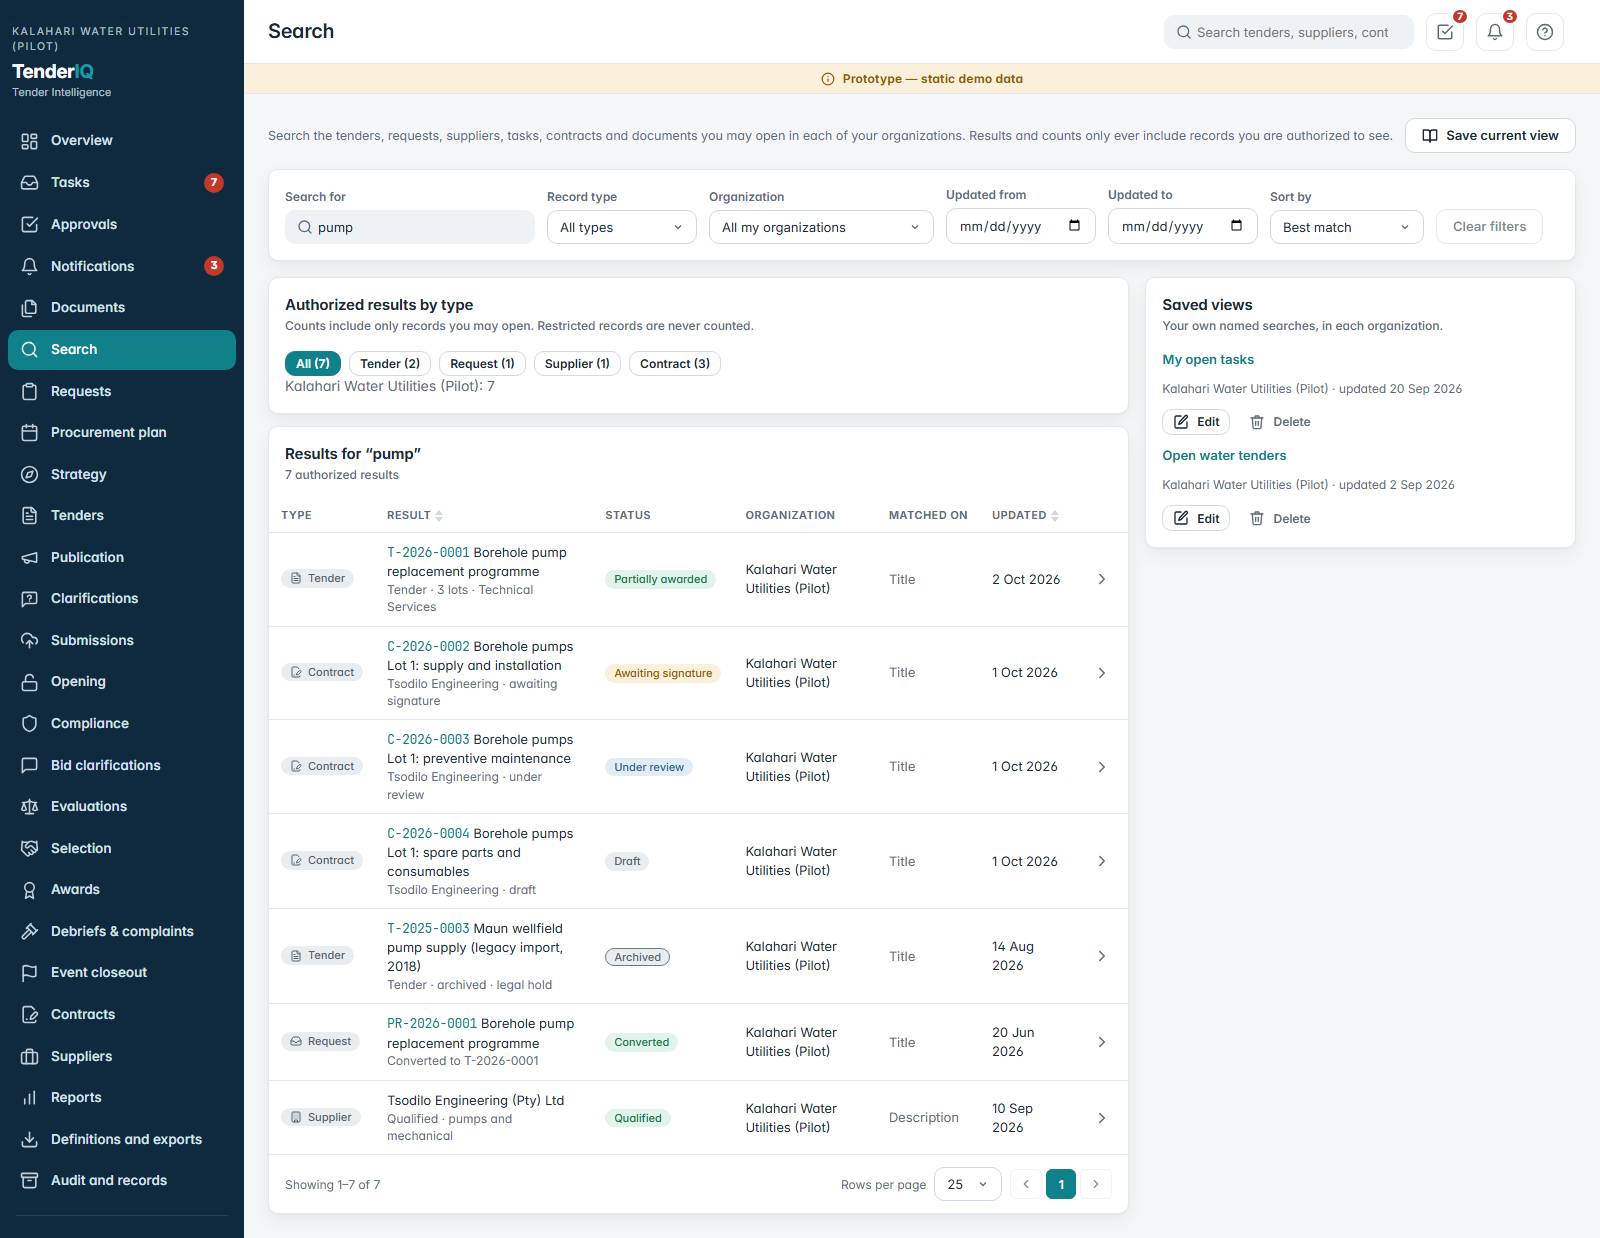 KALAHARI WATER UTILITIES
(PILOT)
TenderIQ
Tender Intelligence
Overview
Tasks 7
Approvals
Notifications 3
Documents
Search
Requests
Procurement plan
Strategy
Tenders
Publication
Clarifications
Submissions
Opening
Compliance
Bid clarifications
Evaluations
Selection
Awards
Debriefs & complaints
Event closeout
Contracts
Suppliers
Reports
Definitions and exports
Audit and records
Search
Search tenders, suppliers, cont
7
3
Prototype — static demo data
Search the tenders, requests, suppliers, tasks, contracts and documents you may open in each of your organizations. Results and counts only ever include records you are authorized to see.
Save current view
Search for
pump
Record type
All types
Organization
All my organizations
Updated from
mm/dd/yyyy
Updated to
mm/dd/yyyy
Sort by
Best match
Clear filters
Authorized results by type
Counts include only records you may open. Restricted records are never counted.
All (7) Tender (2) Request (1) Supplier (1) Contract (3)
Kalahari Water Utilities (Pilot): 7
Results for “pump”
7 authorized results
TYPE RESULT STATUS ORGANIZATION MATCHED ON UPDATED
Tender
T-2026-0001 Borehole pump
replacement programme
Tender · 3 lots · Technical
Services
Partially awarded
Kalahari Water
Utilities (Pilot)
Title
2 Oct 2026
Contract
C-2026-0002 Borehole pumps
Lot 1: supply and installation
Tsodilo Engineering · awaiting
signature
Awaiting signature
Kalahari Water
Utilities (Pilot)
Title
1 Oct 2026
Contract
C-2026-0003 Borehole pumps
Lot 1: preventive maintenance
Tsodilo Engineering · under
review
Under review
Kalahari Water
Utilities (Pilot)
Title
1 Oct 2026
Contract
C-2026-0004 Borehole pumps
Lot 1: spare parts and
consumables
Tsodilo Engineering · draft
Draft
Kalahari Water
Utilities (Pilot)
Title
1 Oct 2026
Tender
T-2025-0003 Maun wellfield
pump supply (legacy import,
2018)
Tender · archived · legal hold
Archived
Kalahari Water
Utilities (Pilot)
Title
14 Aug
2026
Request
PR-2026-0001 Borehole pump
replacement programme
Converted to T-2026-0001
Converted
Kalahari Water
Utilities (Pilot)
Title
20 Jun
2026
Supplier
Tsodilo Engineering (Pty) Ltd
Qualified · pumps and
mechanical
Qualified
Kalahari Water
Utilities (Pilot)
Description
10 Sep
2026
Showing 1–7 of 7
Rows per page 25 1
Saved views
Your own named searches, in each organization.
My open tasks
Kalahari Water Utilities (Pilot) · updated 20 Sep 2026
Edit Delete
Open water tenders
Kalahari Water Utilities (Pilot) · updated 2 Sep 2026
Edit Delete